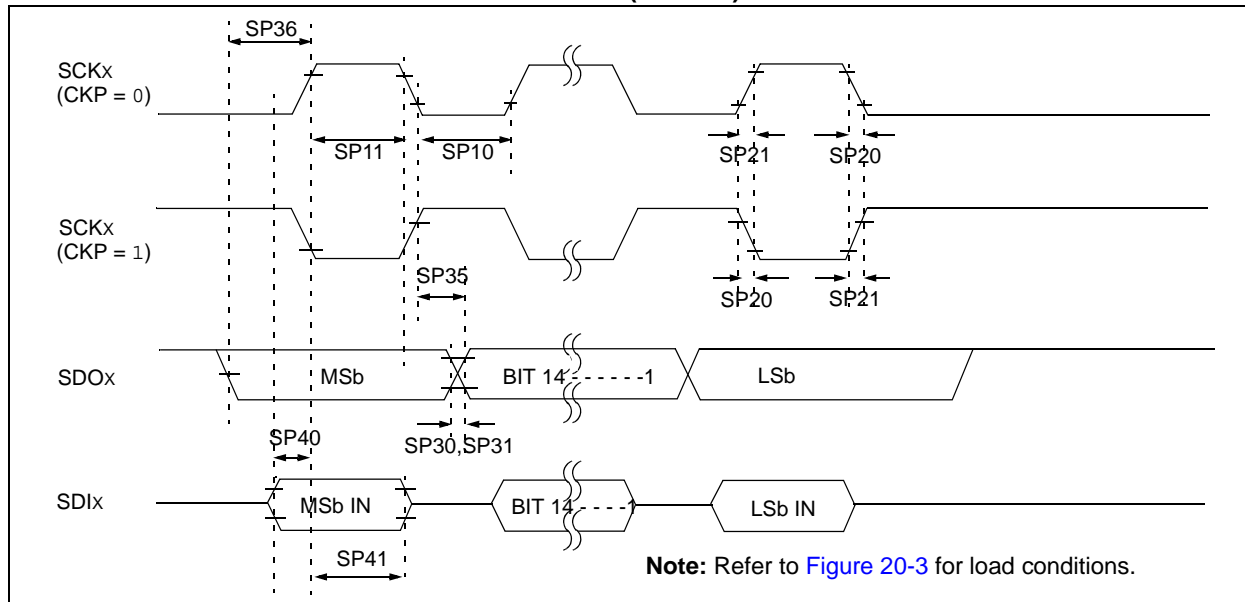 SP36
SCKX
(CKP = 0)
SP11
SP10
SP21
SP20
SCKX
(CKP = 1)
SP35
SP20
SP21
SDOX
MSb
BIT 14 - - - - - -1
LSb
SP40
SP30,SP31
SDIX
MSb IN
BIT 14 - - - -1
LSb IN
SP41
Note: Refer to Figure 20-3 for load conditions.